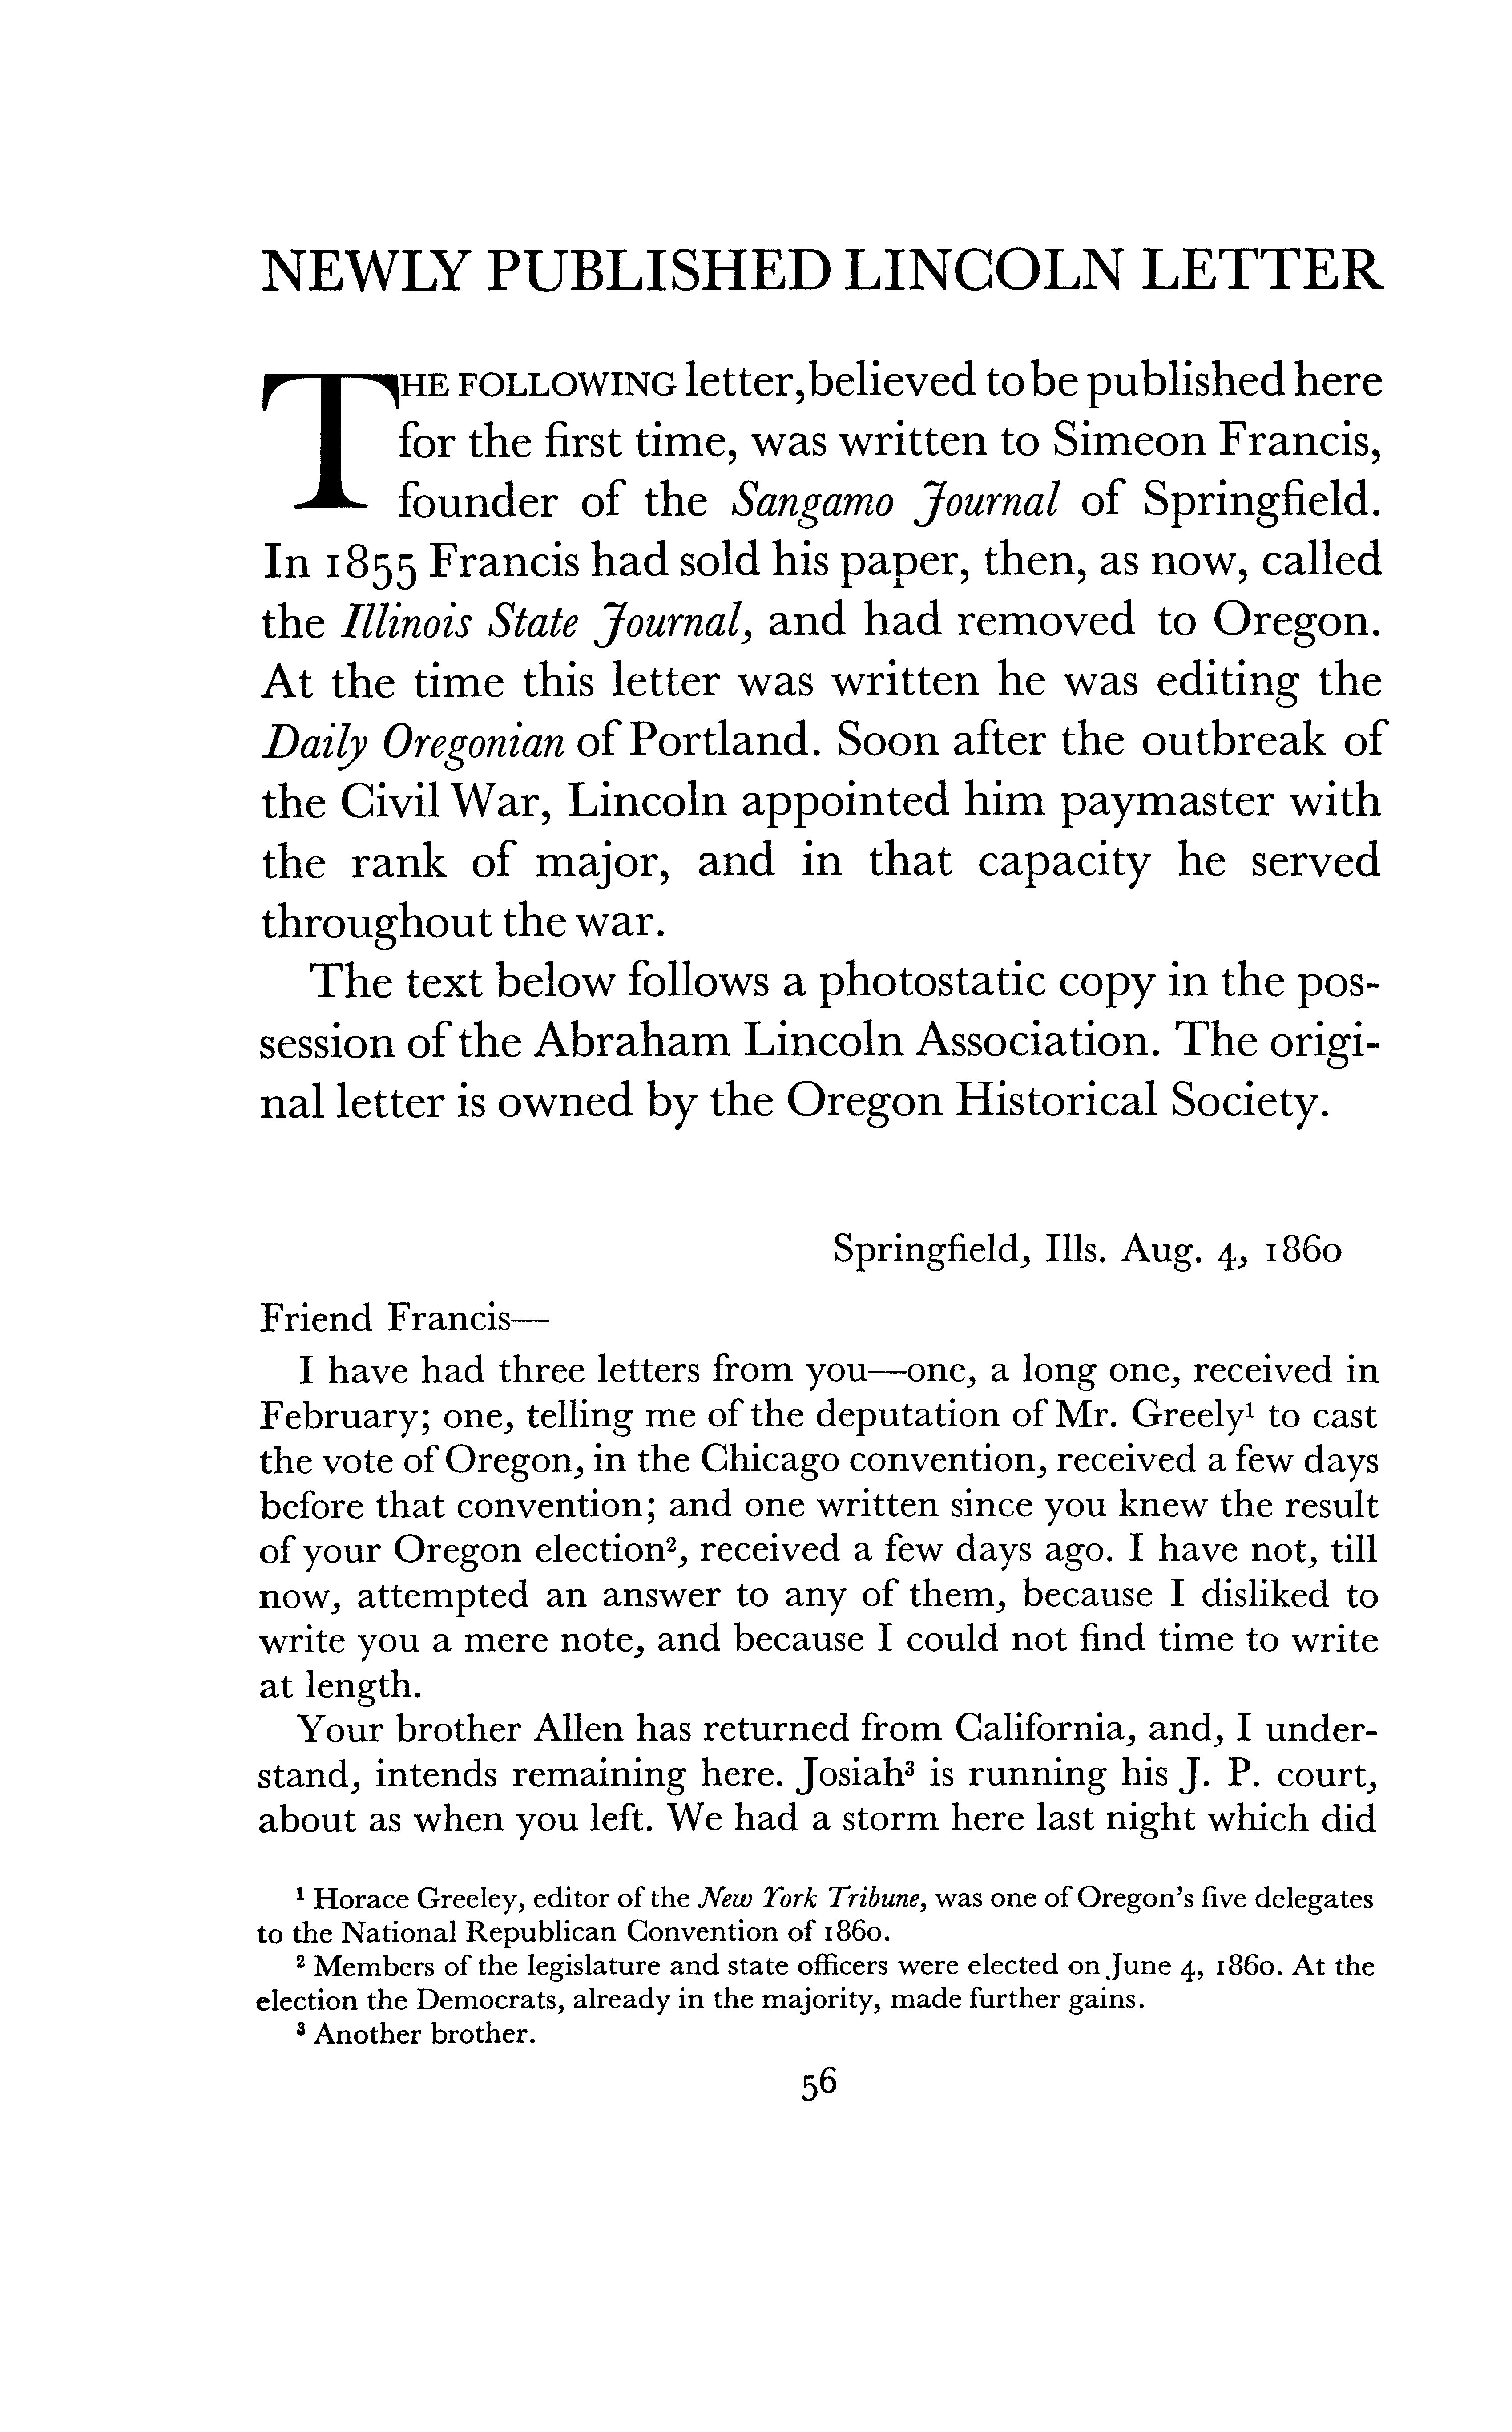 NEWLY PUBLISHED LINCOLN LETTER
THE FOLLOWING letter, believed to be published here
for the first time, was written to Simeon Francis,
founder of the Sangamo Journal of Springfield.
In 1855 Francis had sold his paper, then, as now, called
the Illinois State Journal, and had removed to Oregon.
At the time this letter was written he was editing the
Daily Oregonian of Portland. Soon after the outbreak of
the Civil War, Lincoln appointed him paymaster with
the rank of major, and in that capacity he served
throughout the war.
The text below follows a photostatic copy in the pos-
session of the Abraham Lincoln Association. The origi-
nal letter is owned by the Oregon Historical Society.
Springfield, Ills. Aug. 4, 1860
Friend Francis—
I have had three letters from you—one, a long one, received in
February; one, telling me of the deputation of Mr. Greely¹ to cast
the vote of Oregon, in the Chicago convention, received a few days
before that convention; and one written since you knew the result
of your Oregon election², received a few days ago. I have not, till
now, attempted an answer to any of them, because I disliked to
write you a mere note, and because I could not find time to write
at length.
Your brother Allen has returned from California, and, I under-
stand, intends remaining here. Josiah³ is running his J. P. court,
about as when you left. We had a storm here last night which did
¹ Horace Greeley, editor of the New York Tribune, was one of Oregon's five delegates
to the National Republican Convention of 1860.
² Members of the legislature and state officers were elected on June 4, 1860. At the
election the Democrats, already in the majority, made further gains.
³ Another brother.
56